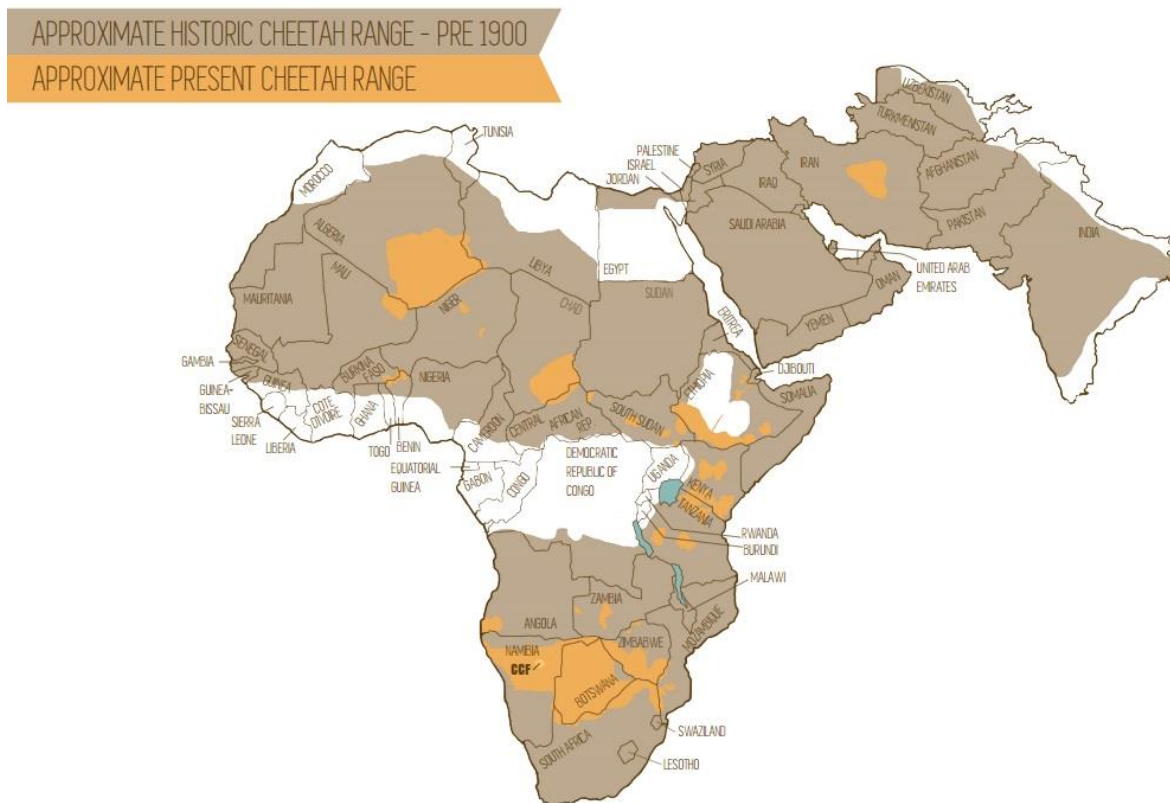 APPROXIMATE HISTORIC CHEETAH RANGE - PRE 1900
APPROXIMATE PRESENT CHEETAH RANGE
UZBEKISTAN
TURKMENISTAN
TUNISIA
PALESTINE
ISRAEL
JORDAN
SYRIA
IRAQ
IRAN
AFGHANISTAN
PAKISTAN
INDIA
MOROCCO
ALGERIA
LIBYA
EGYPT
SAUDI ARABIA
UNITED ARAB
EMIRATES
OMAN
YEMEN
MAURITANIA
MALI
NIGER
CHAD
SUDAN
ERITREA
DJIBOUTI
SENEGAL
GAMBIA
GUINEA-
BISSAU
GUINEA
SIERRA
LEONE
LIBERIA
COTE
D'IVOIRE
BURKINA
FASO
GHANA
TOGO
BENIN
NIGERIA
CAMEROON
CENTRAL
AFRICAN
REP.
SOUTH SUDAN
ETHIOPIA
SOMALIA
EQUATORIAL
GUINEA
GABON
CONGO
DEMOCRATIC
REPUBLIC OF
CONGO
UGANDA
KENYA
TANZANIA
RWANDA
BURUNDI
MALAWI
ANGOLA
ZAMBIA
MOZAMBIQUE
ZIMBABWE
NAMIBIA
CCF
BOTSWANA
SOUTH AFRICA
SWAZILAND
LESOTHO